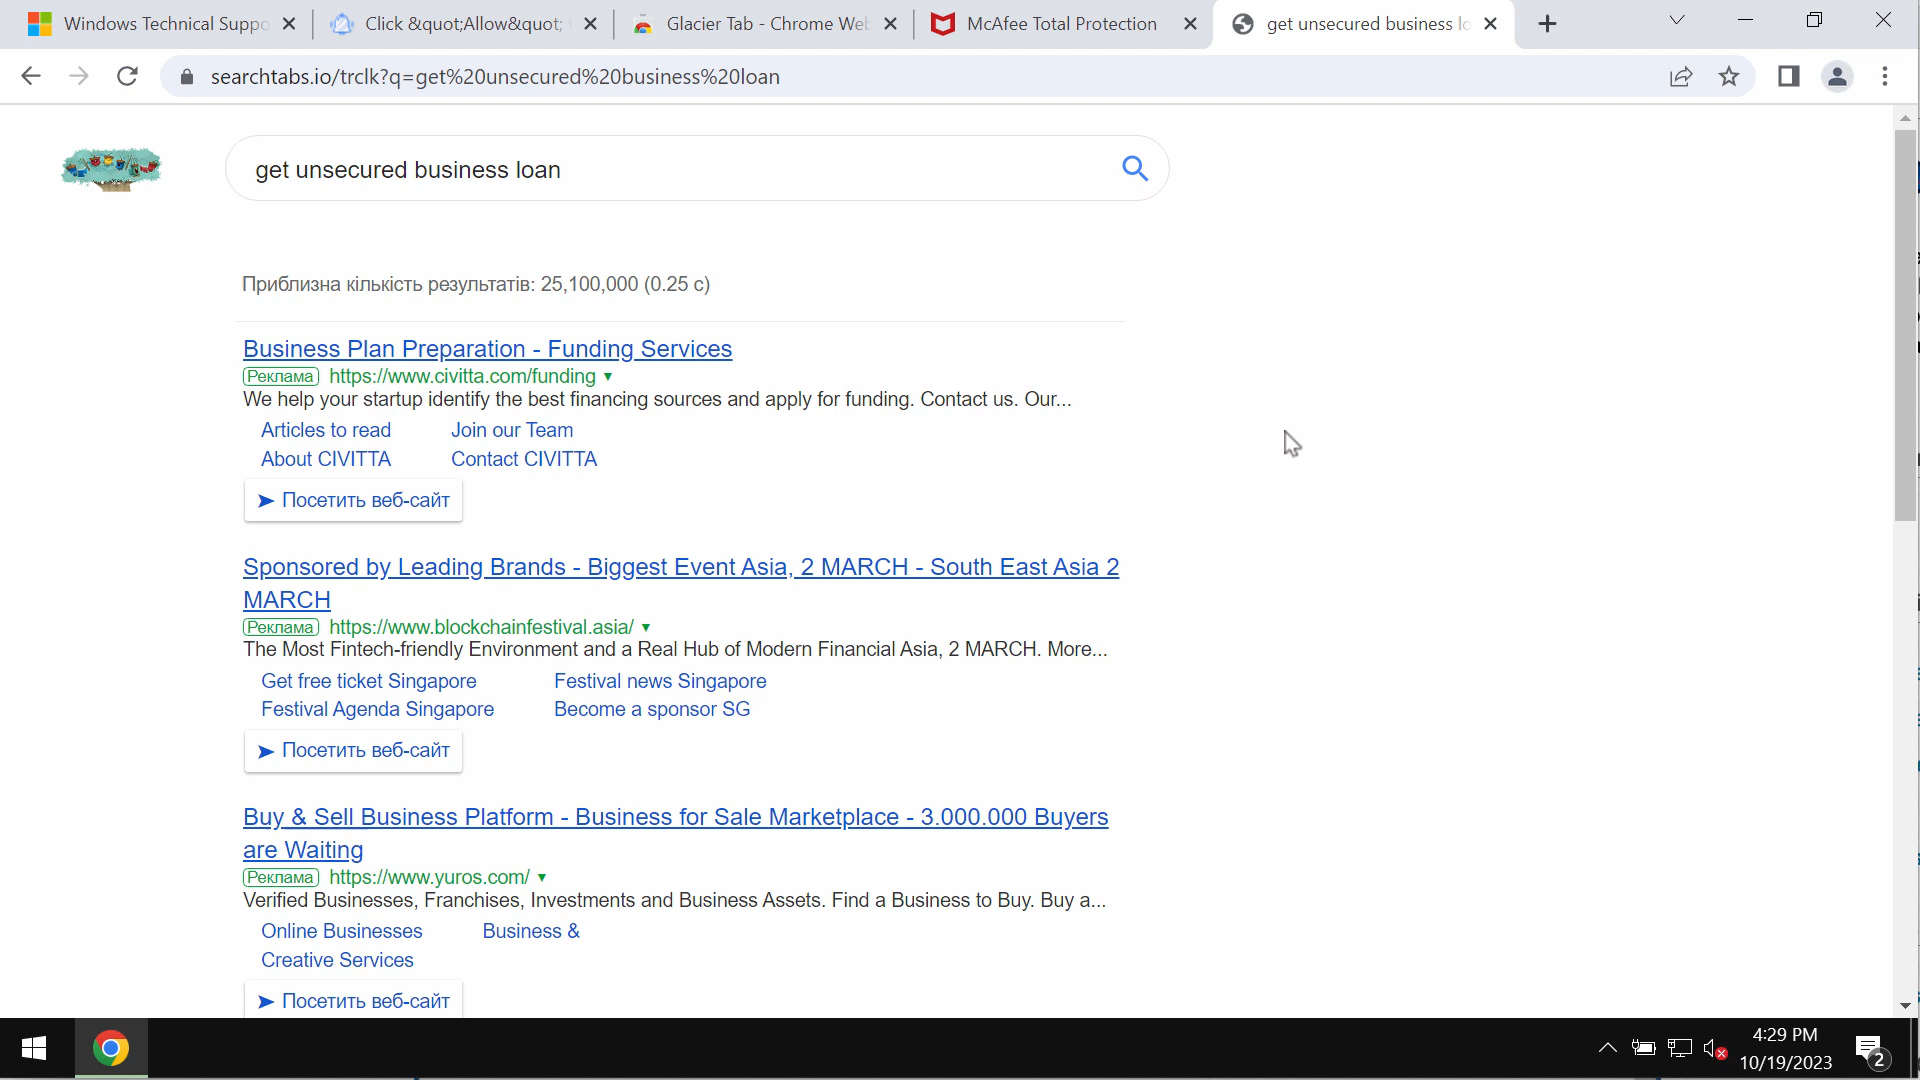 Windows Technical Suppo
Click &quot;Allow&quot;
Glacier Tab - Chrome Web
McAfee Total Protection
get unsecured business lo
searchtabs.io/trclk?q=get%20unsecured%20business%20loan
get unsecured business loan
Приблизна кількість результатів: 25,100,000 (0.25 с)
Business Plan Preparation - Funding Services
Реклама https://www.civitta.com/funding
We help your startup identify the best financing sources and apply for funding. Contact us. Our...
Articles to read Join our Team
About CIVITTA Contact CIVITTA
Посетить веб-сайт
Sponsored by Leading Brands - Biggest Event Asia, 2 MARCH - South East Asia 2
MARCH
Реклама https://www.blockchainfestival.asia/
The Most Fintech-friendly Environment and a Real Hub of Modern Financial Asia, 2 MARCH. More...
Get free ticket Singapore Festival news Singapore
Festival Agenda Singapore Become a sponsor SG
Посетить веб-сайт
Buy & Sell Business Platform - Business for Sale Marketplace - 3.000.000 Buyers
are Waiting
Реклама https://www.yuros.com/
Verified Businesses, Franchises, Investments and Business Assets. Find a Business to Buy. Buy a...
Online Businesses Business &
Creative Services
Посетить веб-сайт
4:29 PM
10/19/2023
2